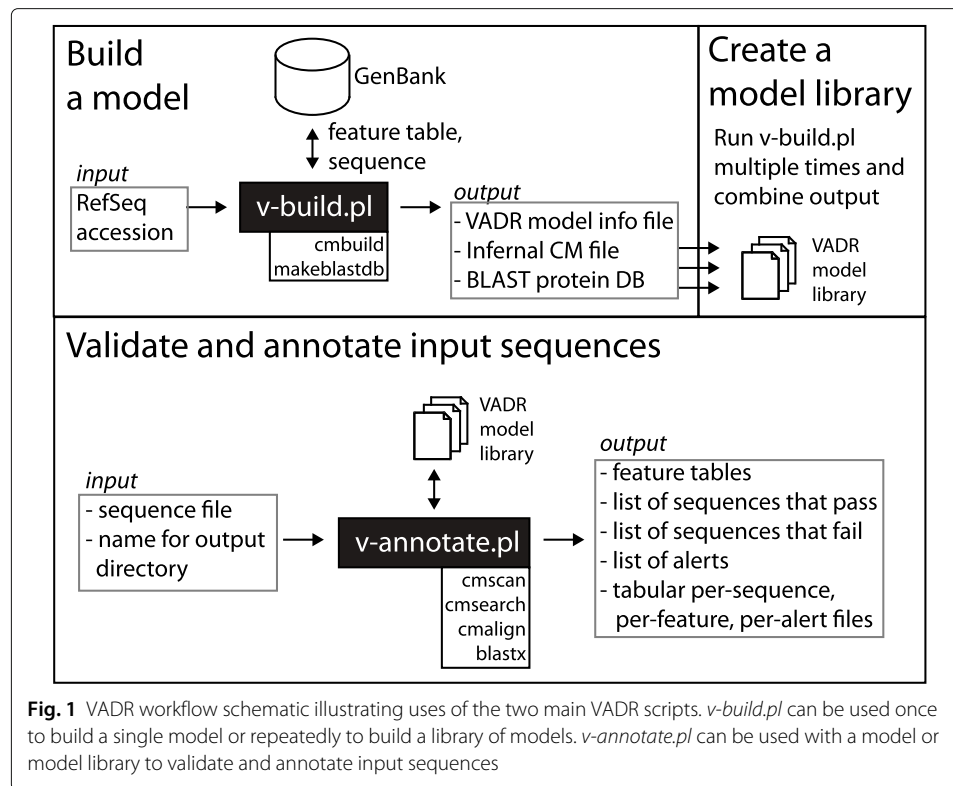 Build
a model
GenBank
feature table,
sequence
input
RefSeq
accession
v-build.pl
cmbuild
makeblastdb
output
- VADR model info file
- Infernal CM file
- BLAST protein DB
Create a
model library
Run v-build.pl
multiple times and
combine output
VADR
model
library
Validate and annotate input sequences
VADR
model
library
input
- sequence file
- name for output
directory
v-annotate.pl
cmscan
cmsearch
cmalign
blastx
output
- feature tables
- list of sequences that pass
- list of sequences that fail
- list of alerts
- tabular per-sequence,
per-feature, per-alert files
Fig. 1 VADR workflow schematic illustrating uses of the two main VADR scripts. v-build.pl can be used once
to build a single model or repeatedly to build a library of models. v-annotate.pl can be used with a model or
model library to validate and annotate input sequences